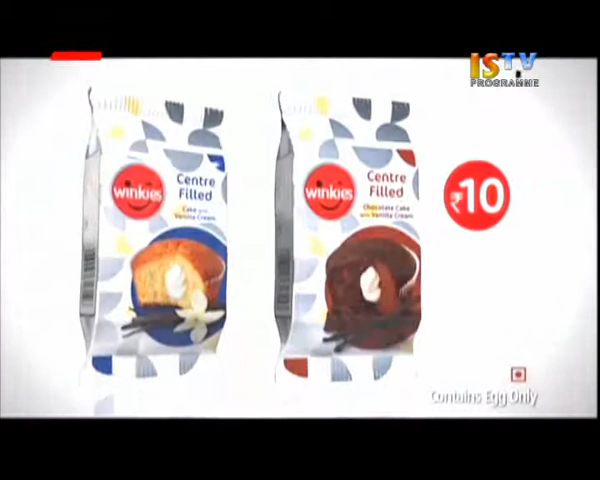 ISTV
PROGRAMME
winkies
Centre
Filled
Cake with
Vanilla Cream
winkies
Centre
Filled
Chocolate Cake
with Vanilla Cream
₹10
Contains Egg Only